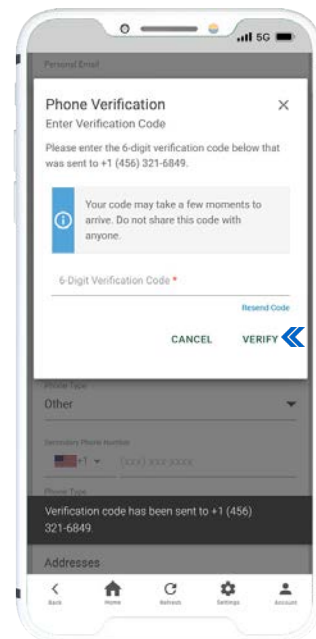 5G
Personal Email
Phone Verification
Enter Verification Code
Please enter the 6-digit verification code below that
was sent to +1 (456) 321-6849.
Your code may take a few moments to
arrive. Do not share this code with
anyone.
6-Digit Verification Code *
Resend Code
CANCEL VERIFY
Phone Type
Other
Secondary Phone Number
+1 (xxx) xxx-xxxx
Phone Type
Verification code has been sent to +1 (456)
321-6849.
Addresses
Back Home Refresh Settings Account